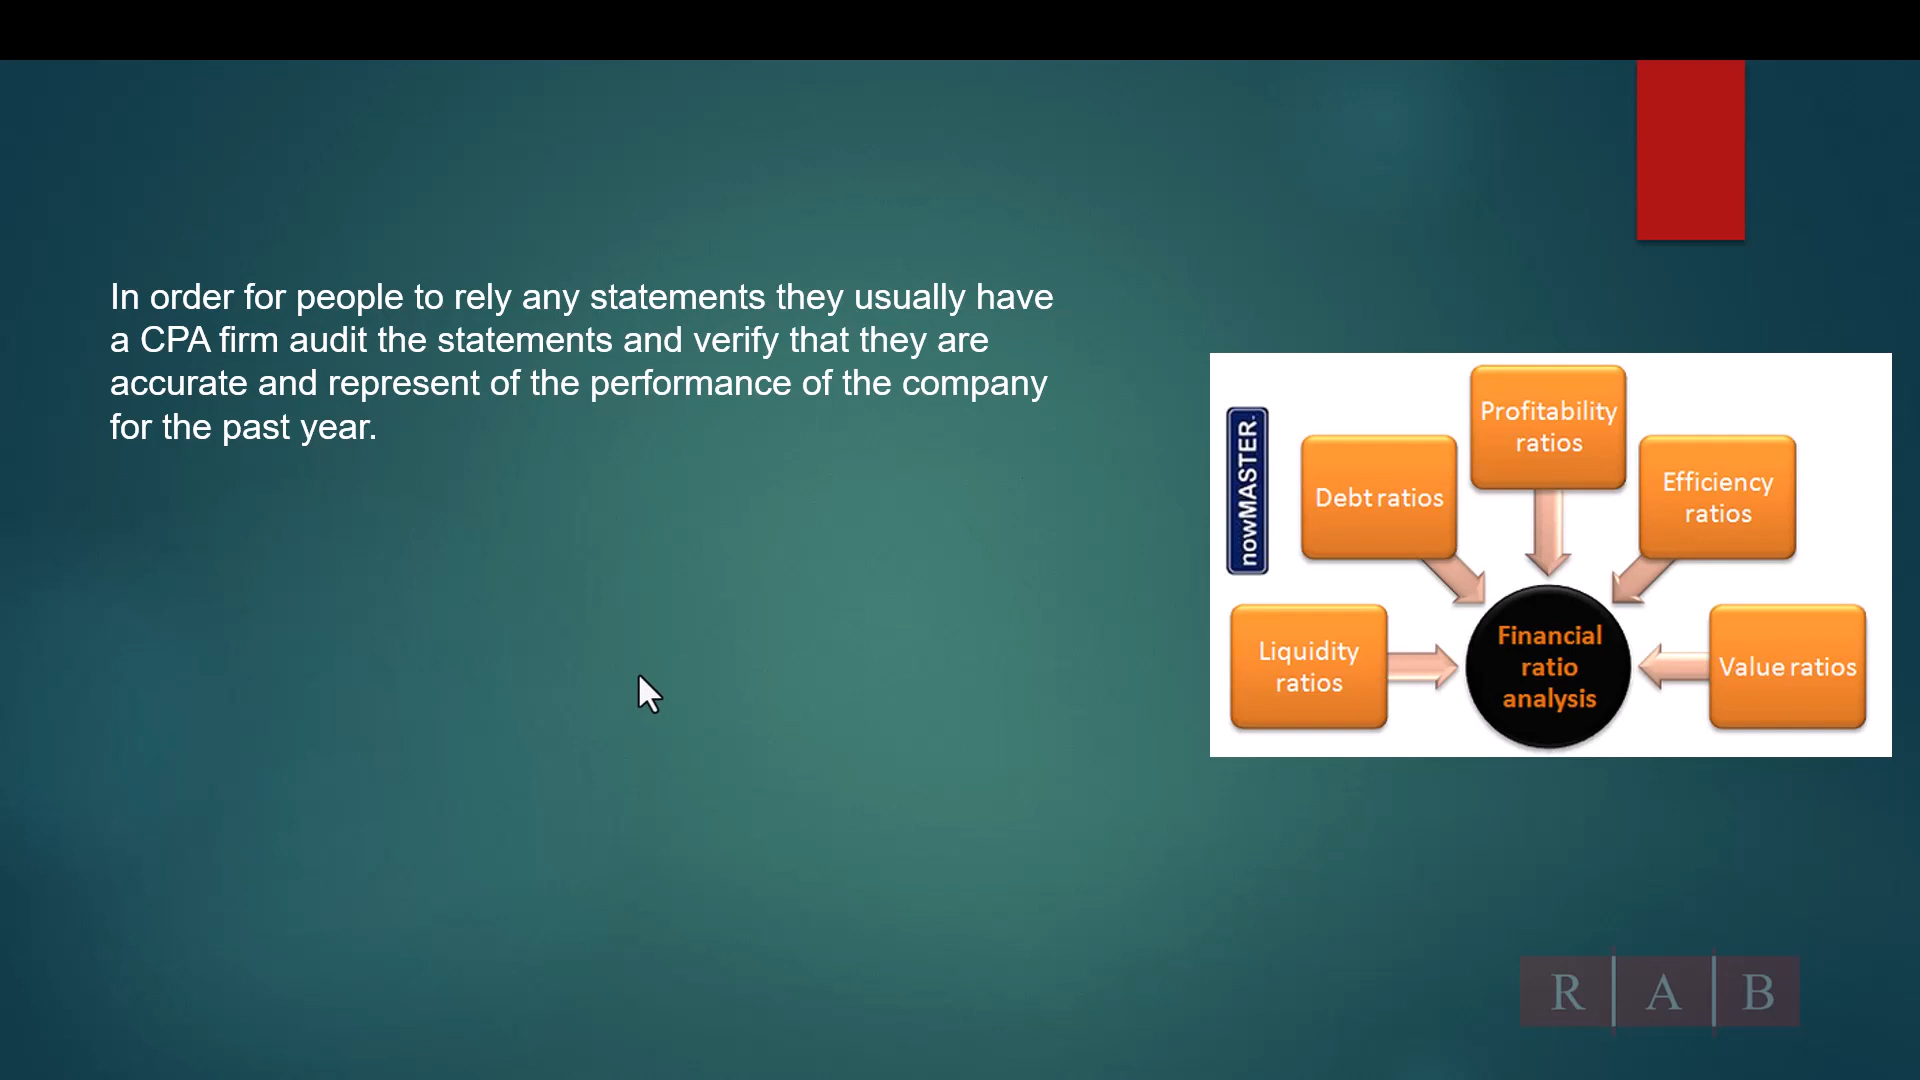 In order for people to rely any statements they usually have
a CPA firm audit the statements and verify that they are
accurate and represent of the performance of the company
for the past year.
nowMASTER.
Profitability
ratios
Debt ratios
Efficiency
ratios
Liquidity
ratios
Financial
ratio
analysis
Value ratios
R A B